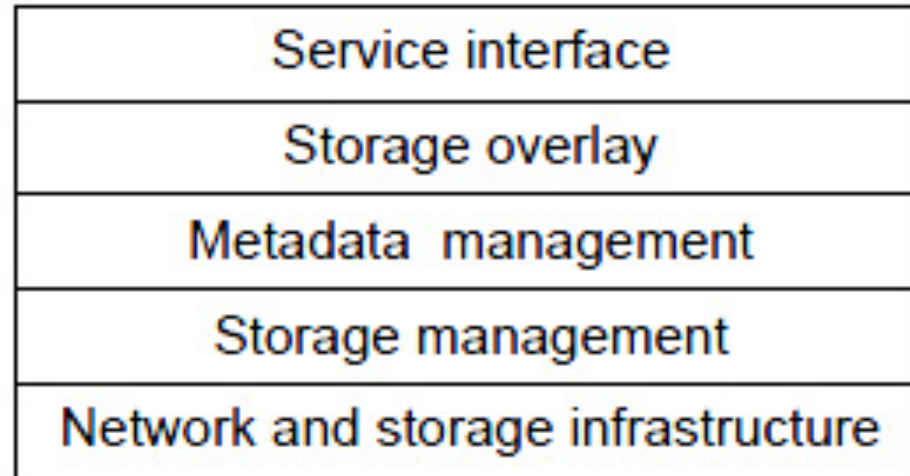 Service interface
Storage overlay
Metadata management
Storage management
Network and storage infrastructure